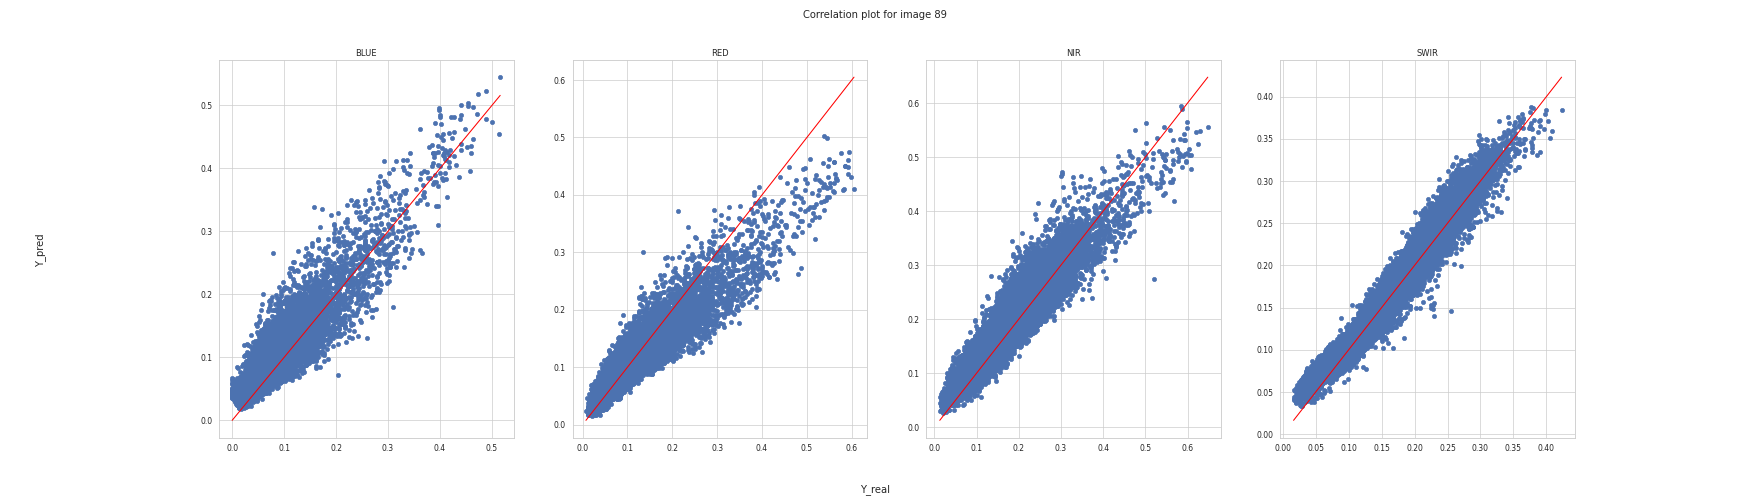 Correlation plot for image 89
BLUE RED NIR SWIR
0.5 0.4 0.3 0.2 0.1 0.0
0.6 0.5 0.4 0.3 0.2 0.1 0.0
0.6 0.5 0.4 0.3 0.2 0.1 0.0
0.40 0.35 0.30 0.25 0.20 0.15 0.10 0.05 0.00
Y_pred
0.0 0.1 0.2 0.3 0.4 0.5
0.0 0.1 0.2 0.3 0.4 0.5 0.6
0.0 0.1 0.2 0.3 0.4 0.5 0.6
0.00 0.05 0.10 0.15 0.20 0.25 0.30 0.35 0.40
Y_real